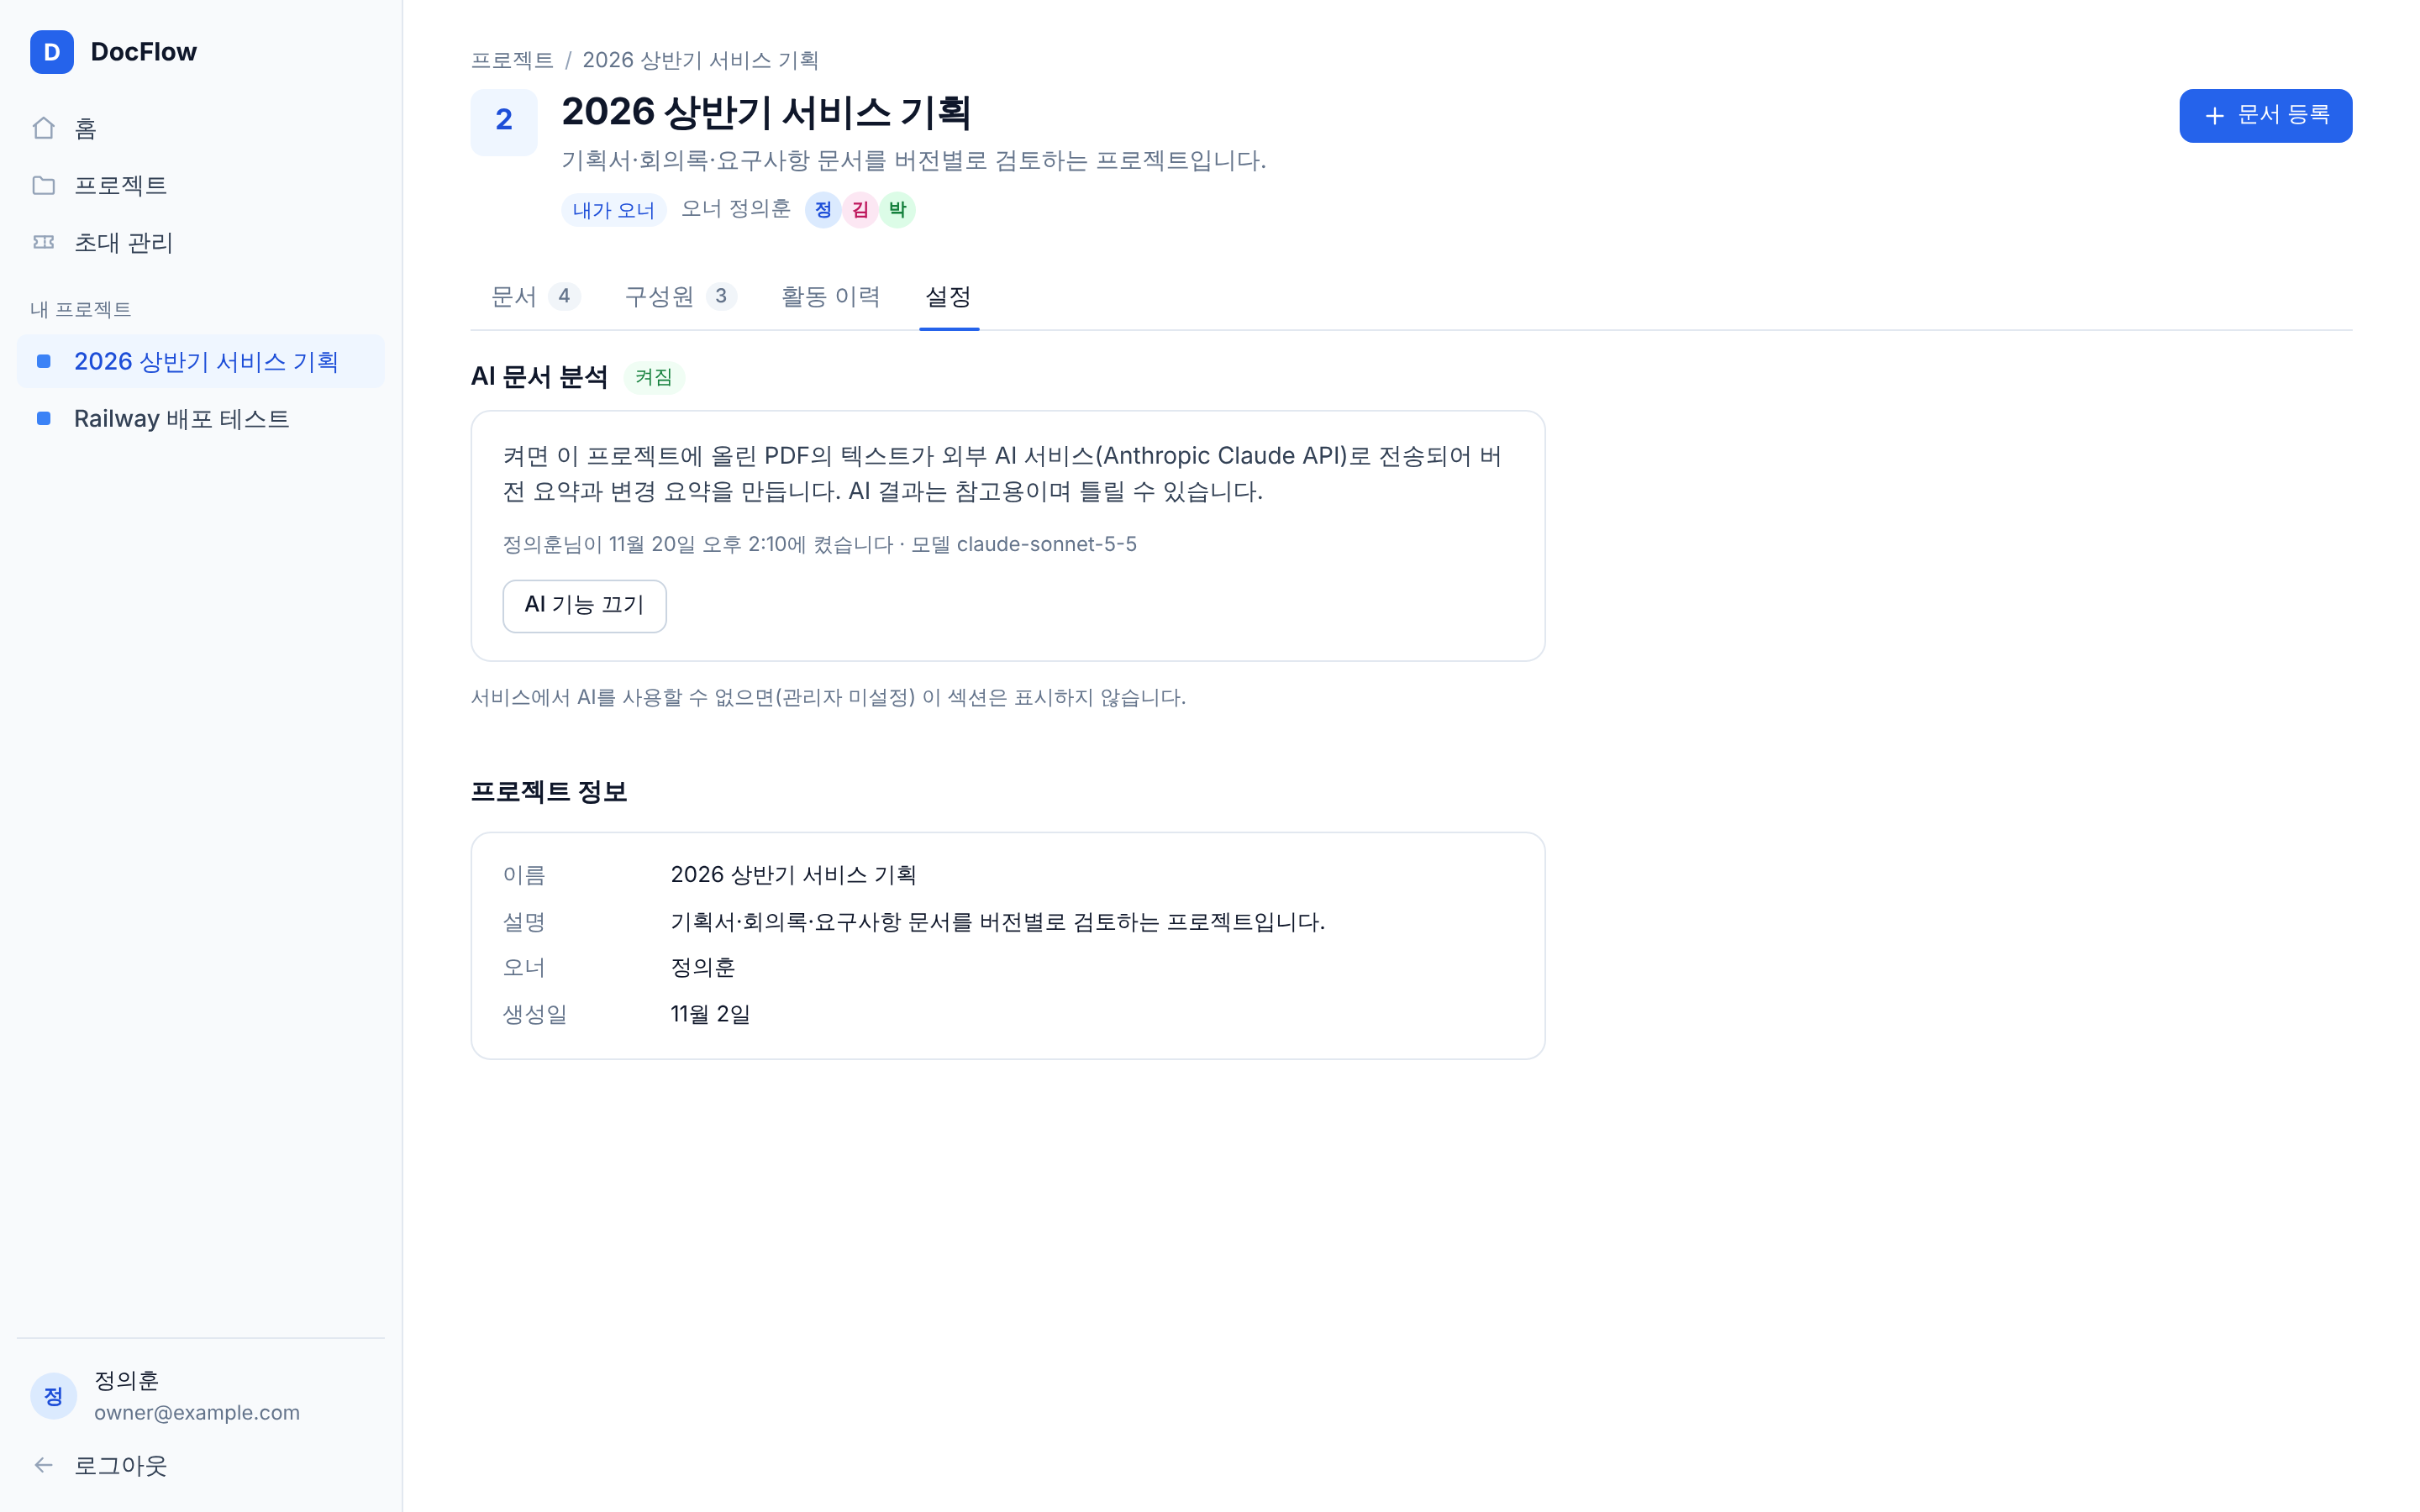 D DocFlow
홈
프로젝트
초대 관리
내 프로젝트
2026 상반기 서비스 기획
Railway 배포 테스트
정
정의훈
owner@example.com
로그아웃
프로젝트 / 2026 상반기 서비스 기획
2
2026 상반기 서비스 기획
기획서·회의록·요구사항 문서를 버전별로 검토하는 프로젝트입니다.
내가 오너 오너 정의훈 정 김 박
+ 문서 등록
문서 4 구성원 3 활동 이력 설정
AI 문서 분석 켜짐
켜면 이 프로젝트에 올린 PDF의 텍스트가 외부 AI 서비스(Anthropic Claude API)로 전송되어 버
전 요약과 변경 요약을 만듭니다. AI 결과는 참고용이며 틀릴 수 있습니다.
정의훈님이 11월 20일 오후 2:10에 켰습니다 · 모델 claude-sonnet-5-5
AI 기능 끄기
서비스에서 AI를 사용할 수 없으면(관리자 미설정) 이 섹션은 표시하지 않습니다.
프로젝트 정보
이름 2026 상반기 서비스 기획
설명 기획서·회의록·요구사항 문서를 버전별로 검토하는 프로젝트입니다.
오너 정의훈
생성일 11월 2일